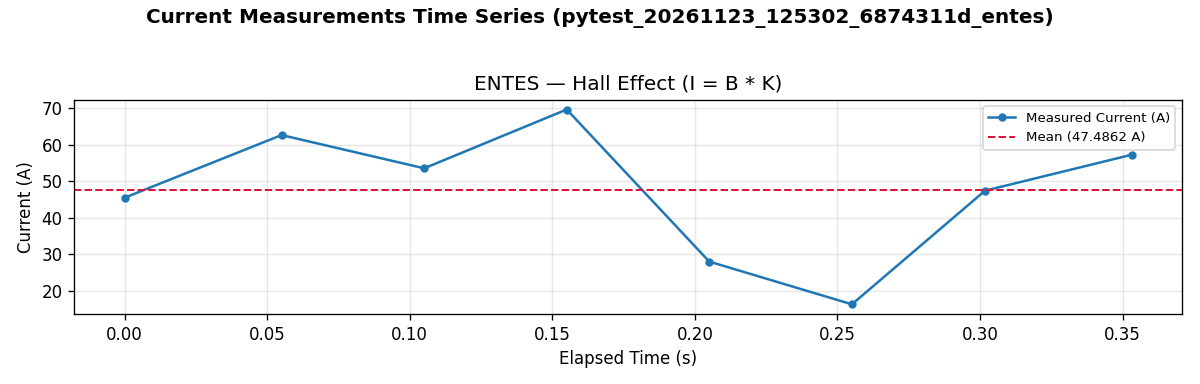 Current Measurements Time Series (pytest_20261123_125302_6874311d_entes)
ENTES — Hall Effect (I = B * K)
Measured Current (A)
Mean (47.4862 A)
Current (A)
70
60
50
40
30
20
0.00 0.05 0.10 0.15 0.20 0.25 0.30 0.35
Elapsed Time (s)